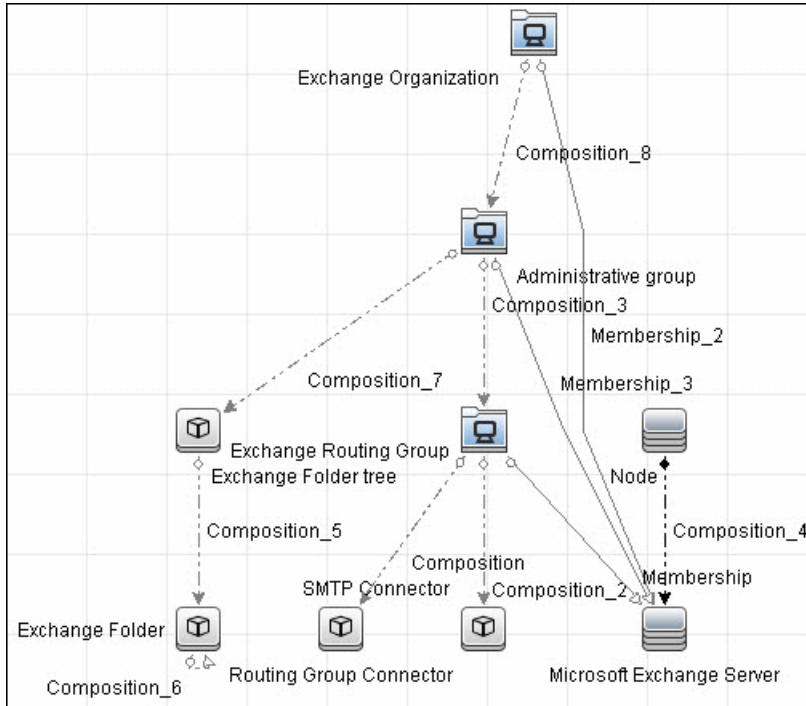 Exchange Organization
Composition_8
Administrative group
Composition_3
Membership_2
Composition_7
Membership_3
Exchange Routing Group
Exchange Folder tree
Node
Composition_5
Composition_4
Composition
Membership
SMTP Connector
Composition_2
Exchange Folder
Routing Group Connector
Microsoft Exchange Server
Composition_6